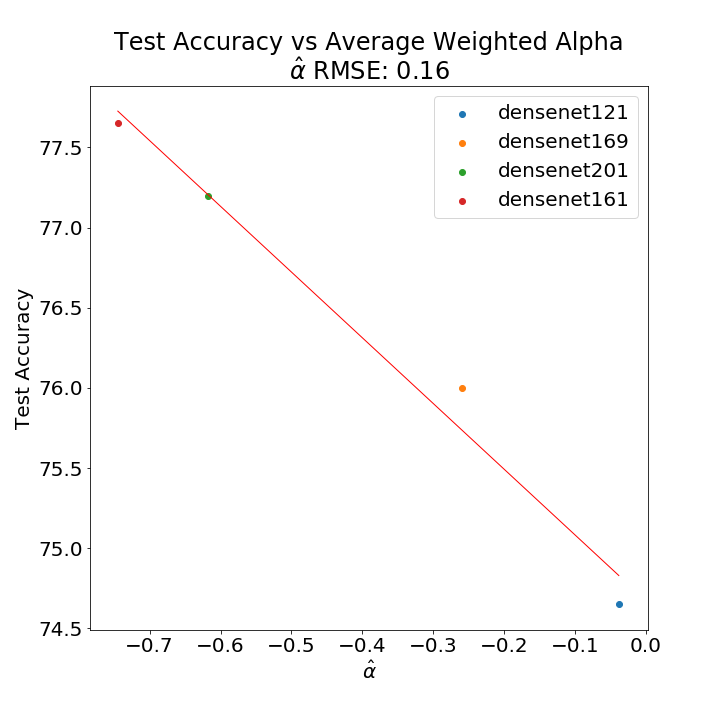 Test Accuracy vs Average Weighted Alpha
α̂ RMSE: 0.16
densenet121
densenet169
densenet201
densenet161
77.5
77.0
76.5
76.0
75.5
75.0
74.5
Test Accuracy
−0.7 −0.6 −0.5 −0.4 −0.3 −0.2 −0.1 0.0
α̂